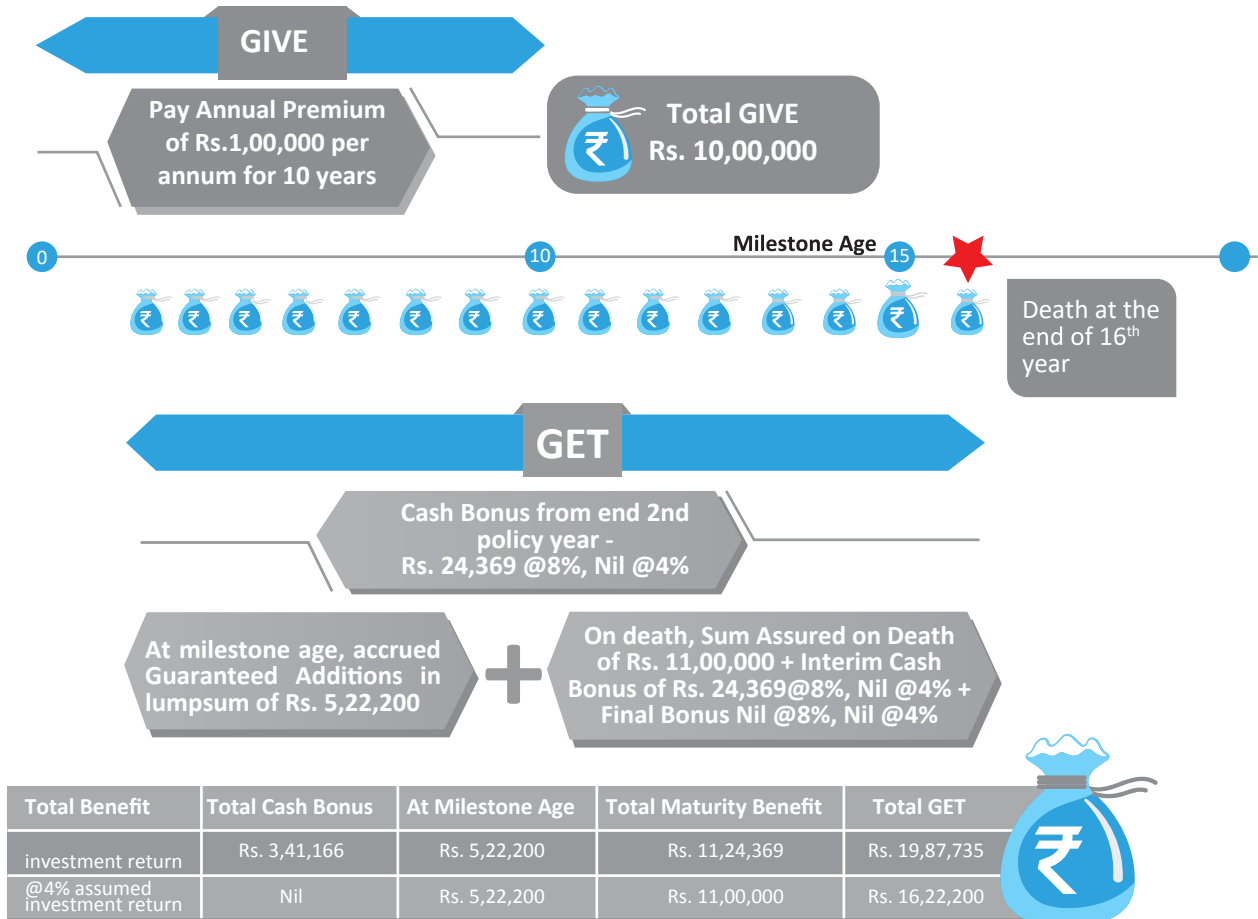 GIVE
Pay Annual Premium
of Rs.1,00,000 per
annum for 10 years
₹
Total GIVE
Rs. 10,00,000
Milestone Age
0
10
15
₹ ₹ ₹ ₹ ₹ ₹ ₹ ₹ ₹ ₹ ₹ ₹ ₹ ₹ ₹
Death at the
end of 16th
year
GET
Cash Bonus from end 2nd
policy year -
Rs. 24,369 @8%, Nil @4%
At milestone age, accrued
Guaranteed Additions in
lumpsum of Rs. 5,22,200
On death, Sum Assured on Death
of Rs. 11,00,000 + Interim Cash
Bonus of Rs. 24,369@8%, Nil @4% +
Final Bonus Nil @8%, Nil @4%
Total Benefit Total Cash Bonus At Milestone Age Total Maturity Benefit Total GET
investment return Rs. 3,41,166 Rs. 5,22,200 Rs. 11,24,369 Rs. 19,87,735
@4% assumed
investment return Nil Rs. 5,22,200 Rs. 11,00,000 Rs. 16,22,200
₹